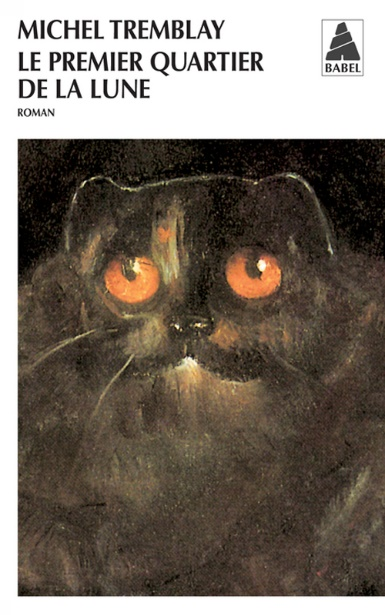 MICHEL TREMBLAY
LE PREMIER QUARTIER
DE LA LUNE
ROMAN
BABEL